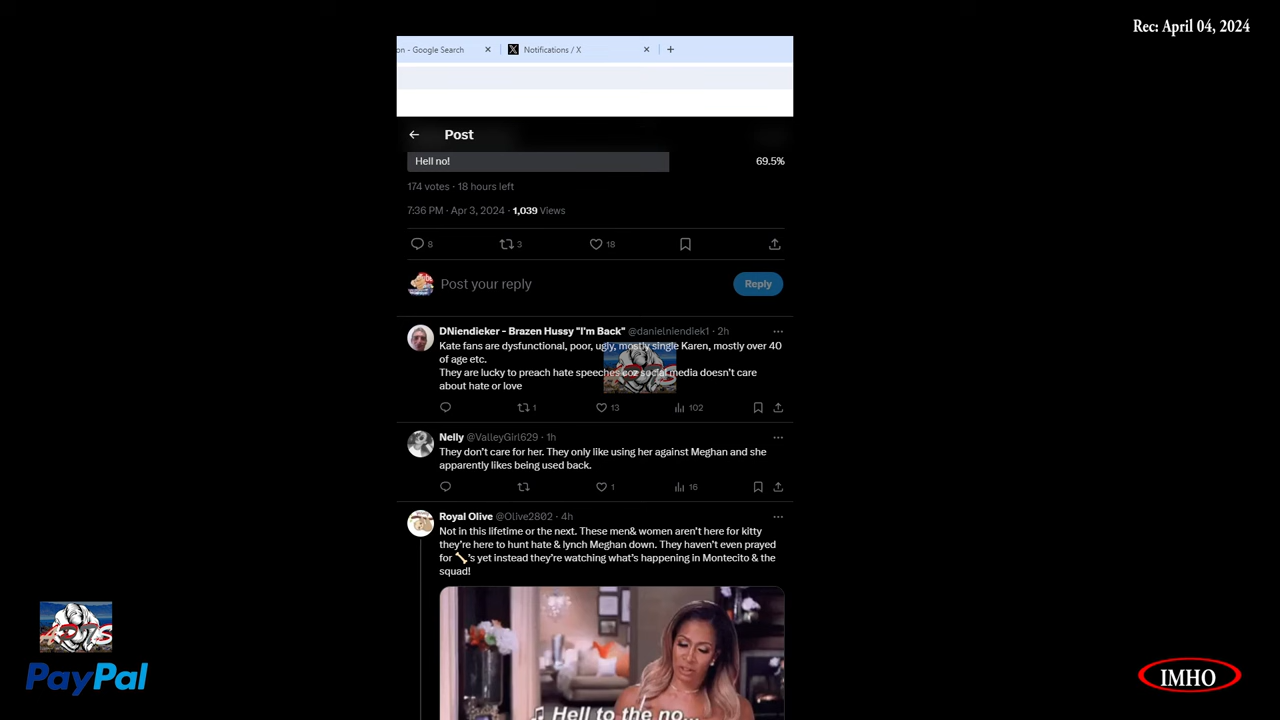 Rec: April 04, 2024
on - Google Search
Notifications / X
Post
Hell no!
69.5%
174 votes · 18 hours left
7:36 PM · Apr 3, 2024 · 1,039 Views
8
3
18
Post your reply
Reply
DNiendieker - Brazen Hussy "I'm Back" @danielniendiek1 · 2h
Kate fans are dysfunctional, poor, ugly, mostly single Karen, mostly over 40
of age etc.
They are lucky to preach hate speeches coz social media doesn't care
about hate or love
1
13
102
Nelly @ValleyGirl629 · 1h
They don't care for her. They only like using her against Meghan and she
apparently likes being used back.
1
16
Royal Olive @Olive2802 · 4h
Not in this lifetime or the next. These men& women aren't here for kitty
they're here to hunt hate & lynch Meghan down. They haven't even prayed
for 🦴's yet instead they're watching what's happening in Montecito & the
squad!
♫ Hell to the no...
PayPal
IMHO